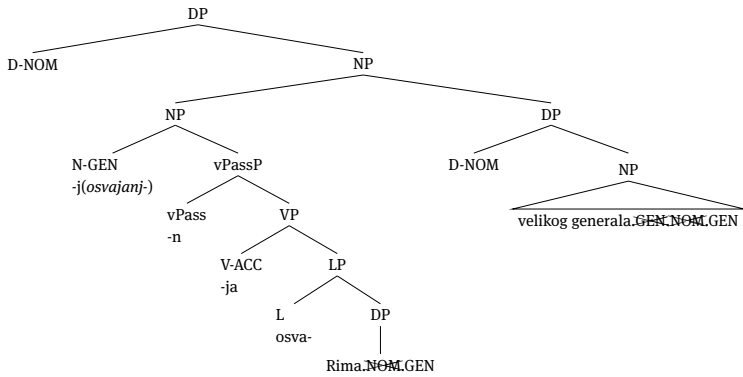 DP
D-NOM NP
NP DP
N-GEN vPassP D-NOM NP
-j(osvajanj-)
vPass VP velikog generala.GEN.NOM.GEN
-n
V-ACC LP
-ja
L DP
osva-
Rima.NOM.GEN